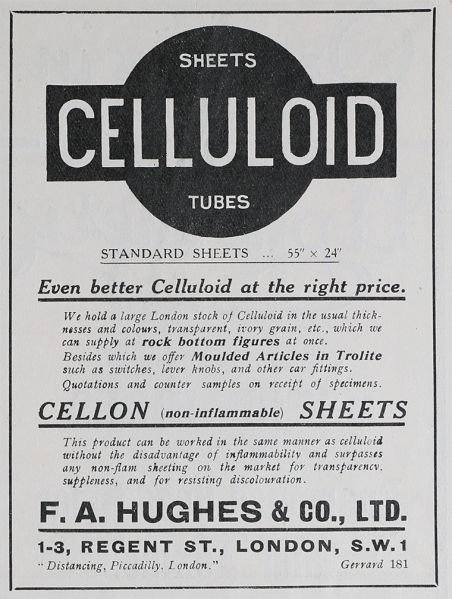 SHEETS
CELLULOID
TUBES
STANDARD SHEETS ... 55" × 24"
Even better Celluloid at the right price.
We hold a large London stock of Celluloid in the usual thick-
nesses and colours, transparent, ivory grain, etc., which we
can supply at rock bottom figures at once.
Besides which we offer Moulded Articles in Trolite
such as switches, lever knobs, and other car fittings.
Quotations and counter samples on receipt of specimens.
CELLON (non-inflammable) SHEETS
This product can be worked in the same manner as celluloid
without the disadvantage of inflammability and surpasses
any non-flam sheeting on the market for transparency,
suppleness, and for resisting discolouration.
F. A. HUGHES & CO., LTD.
1-3, REGENT ST., LONDON, S.W.1
"Distancing, Piccadilly, London." Gerrard 181